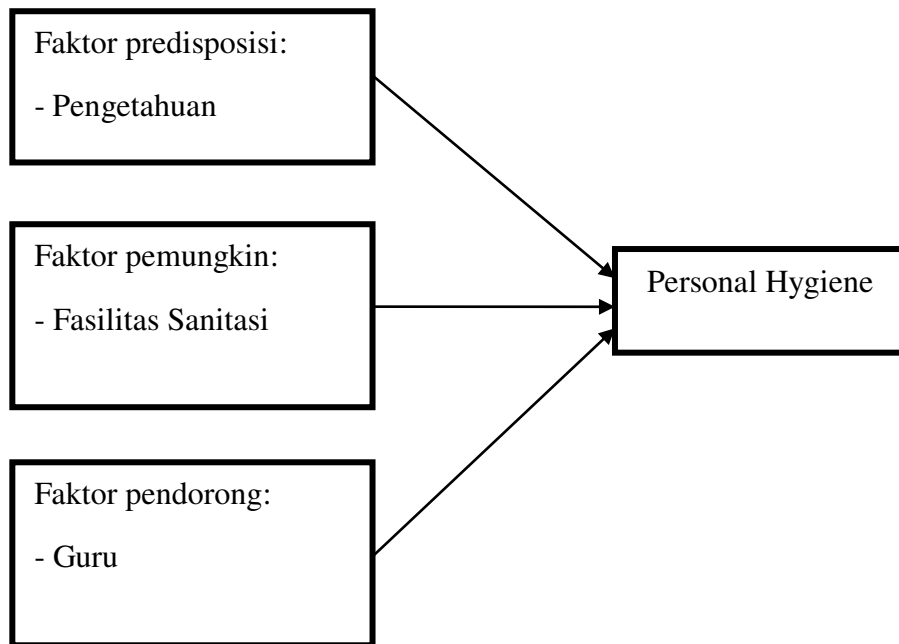 Faktor predisposisi:
- Pengetahuan
Faktor pemungkin:
- Fasilitas Sanitasi
Personal Hygiene
Faktor pendorong:
- Guru